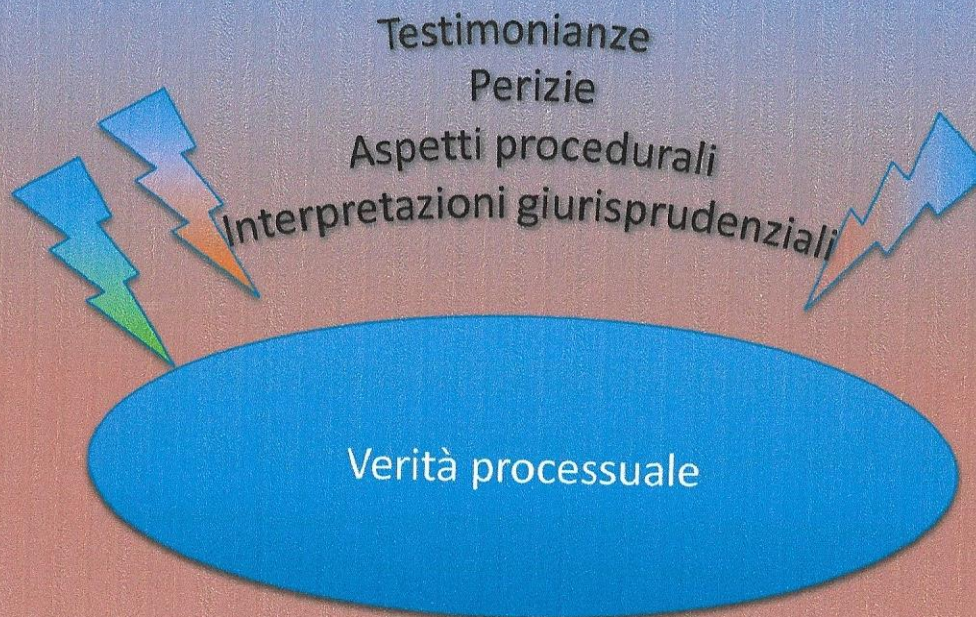 Testimonianze
Perizie
Aspetti procedurali
Interpretazioni giurisprudenziali
Verità processuale